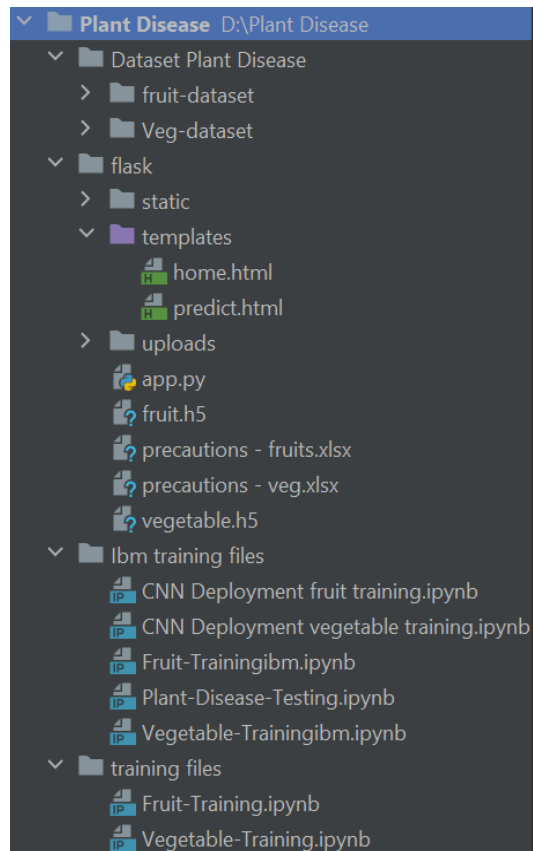 Plant Disease D:\Plant Disease
Dataset Plant Disease
fruit-dataset
Veg-dataset
flask
static
templates
home.html
predict.html
uploads
app.py
fruit.h5
precautions - fruits.xlsx
precautions - veg.xlsx
vegetable.h5
Ibm training files
CNN Deployment fruit training.ipynb
CNN Deployment vegetable training.ipynb
Fruit-Trainingibm.ipynb
Plant-Disease-Testing.ipynb
Vegetable-Trainingibm.ipynb
training files
Fruit-Training.ipynb
Vegetable-Training.ipynb